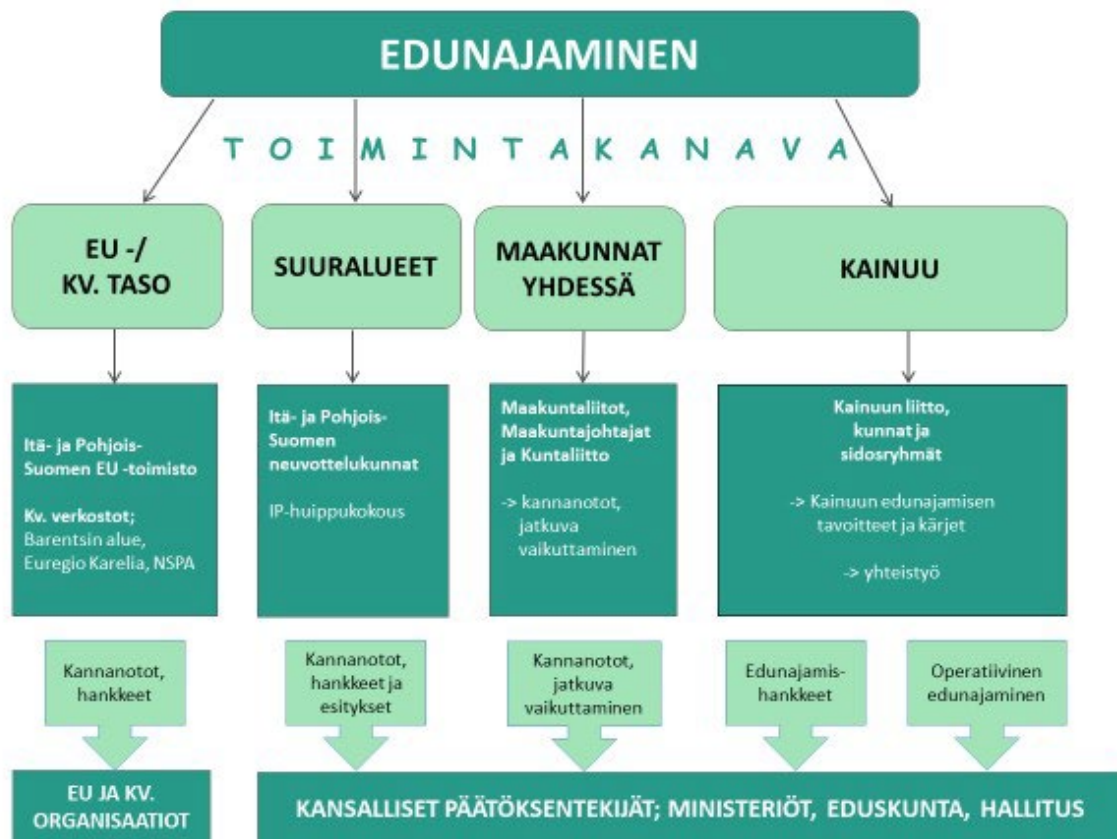 EDUNAJAMINEN
TOIMINTAKANAVA
EU -/
KV. TASO
SUURALUEET
MAAKUNNAT
YHDESSÄ
KAINUU
Itä- ja Pohjois-
Suomen EU -toimisto
Kv. verkostot;
Barentsin alue,
Euregio Karelia, NSPA
Itä- ja Pohjois-
Suomen
neuvottelukunnat
IP-huippukokous
Maakuntaliitot,
Maakuntajohtajat
ja Kuntaliitto
-> kannanotot,
jatkuva
vaikuttaminen
Kainuun liitto,
kunnat ja
sidosryhmät
-> Kainuun edunajamisen
tavoitteet ja kärjet
-> yhteistyö
Kannanotot,
hankkeet
Kannanotot,
hankkeet ja
esitykset
Kannanotot,
jatkuva
vaikuttaminen
Edunajamis-
hankkeet
Operatiivinen
edunajaminen
EU JA KV.
ORGANISAATIOT
KANSALLISET PÄÄTÖKSENTEKIJÄT; MINISTERIÖT, EDUSKUNTA, HALLITUS